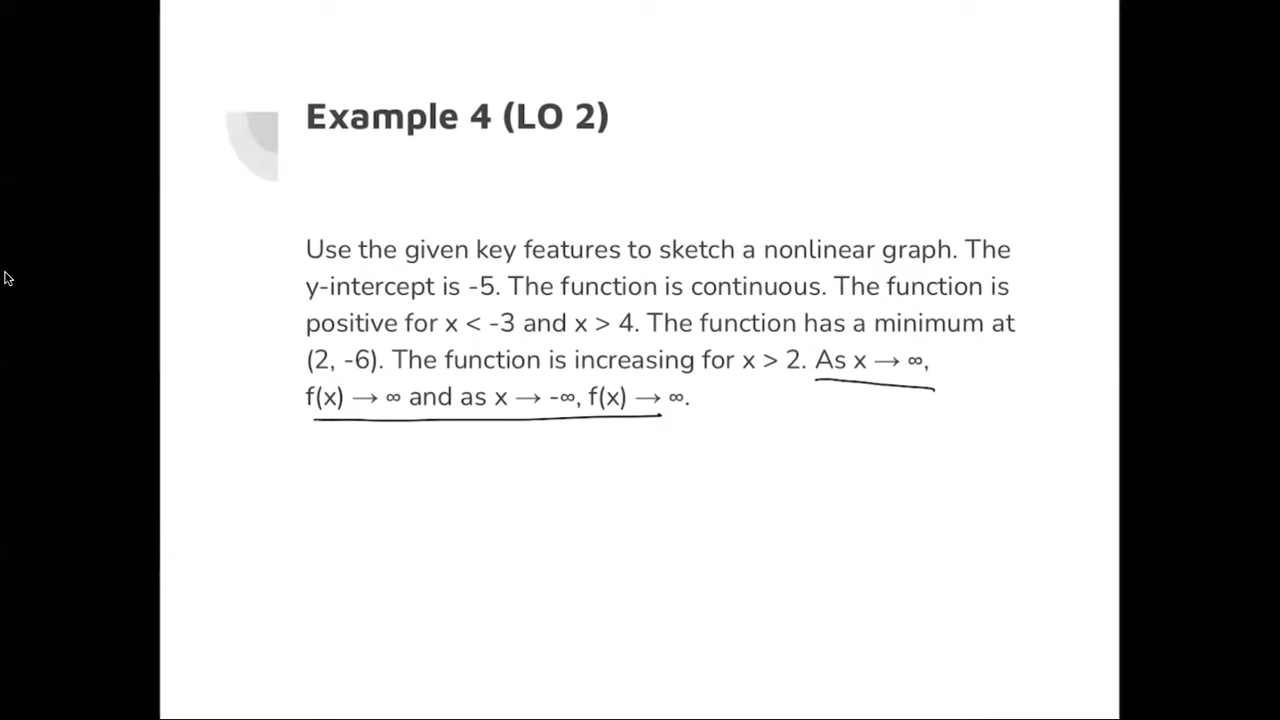 Example 4 (LO 2)
Use the given key features to sketch a nonlinear graph. The
y-intercept is -5. The function is continuous. The function is
positive for x < -3 and x > 4. The function has a minimum at
(2, -6). The function is increasing for x > 2. As x → ∞,
f(x) → ∞ and as x → -∞, f(x) → ∞.